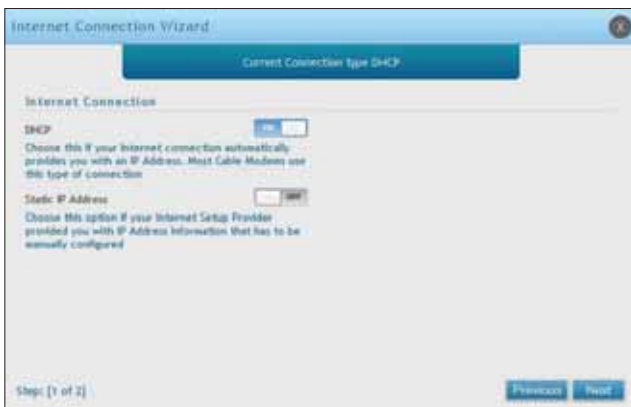 Internet Connection Wizard
X
Current Connection type DHCP
Internet Connection
DHCP
ON
Choose this if your Internet connection automatically
provides you with an IP Address. Most Cable Modems use
this type of connection
Static IP Address
OFF
Choose this option if your Internet Setup Provider
provided you with IP Address Information that has to be
manually configured
Step: [1 of 2]
Previous
Next